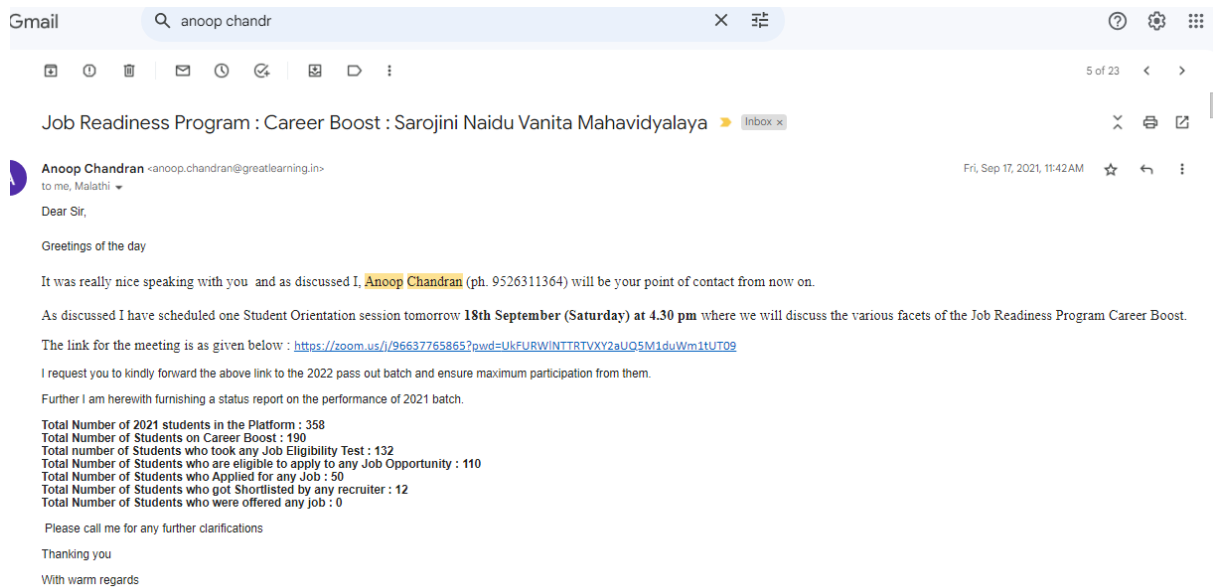 Gmail
anoop chandr
5 of 23
Job Readiness Program : Career Boost : Sarojini Naidu Vanita Mahavidyalaya
Inbox ×
Anoop Chandran <anoop.chandran@greatlearning.in>
Fri, Sep 17, 2021, 11:42 AM
to me, Malathi
Dear Sir,
Greetings of the day
It was really nice speaking with you  and as discussed I, Anoop Chandran (ph. 9526311364) will be your point of contact from now on.
As discussed I have scheduled one Student Orientation session tomorrow 18th September (Saturday) at 4.30 pm where we will discuss the various facets of the Job Readiness Program Career Boost.
The link for the meeting is as given below : https://zoom.us/j/96637765865?pwd=UkFURWlNTTRTVXY2aUQ5M1duWm1tUT09
I request you to kindly forward the above link to the 2022 pass out batch and ensure maximum participation from them.
Further I am herewith furnishing a status report on the performance of 2021 batch.
Total Number of 2021 students in the Platform : 358
Total Number of Students on Career Boost : 190
Total number of Students who took any Job Eligibility Test : 132
Total Number of Students who are eligible to apply to any Job Opportunity : 110
Total Number of Students who Applied for any Job : 50
Total Number of Students who got Shortlisted by any recruiter : 12
Total Number of Students who were offered any job : 0
Please call me for any further clarifications
Thanking you
With warm regards